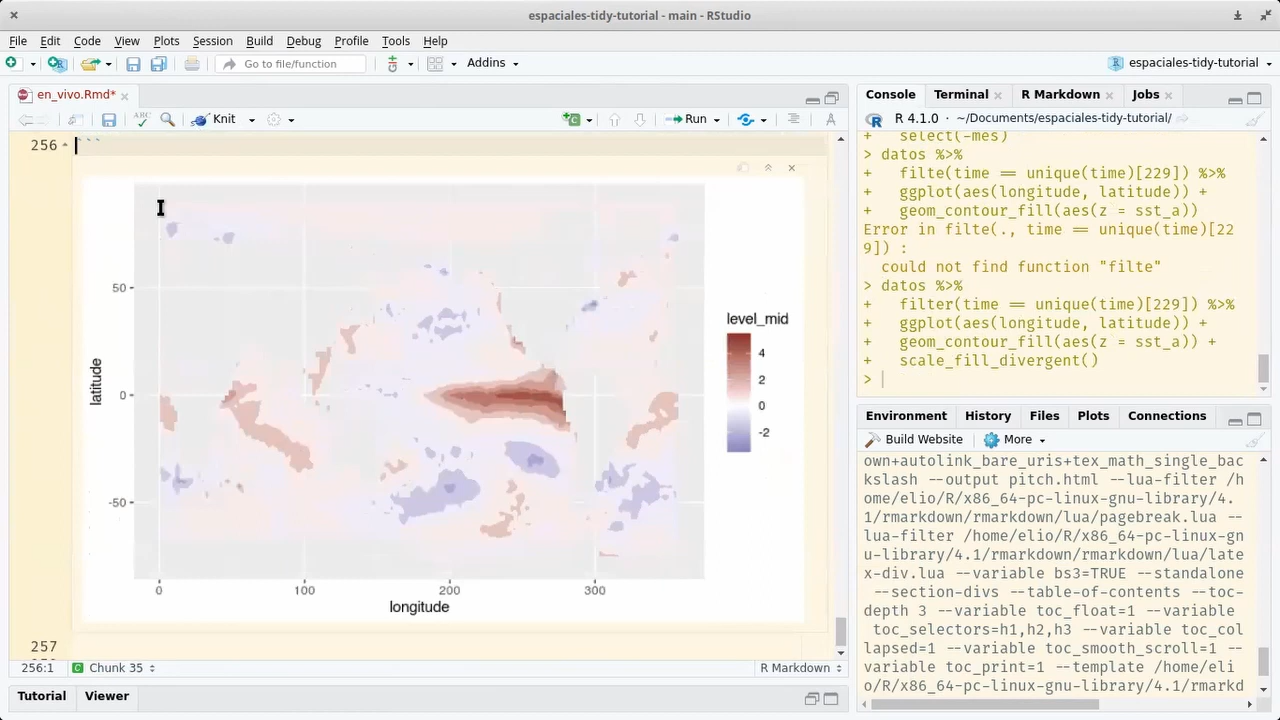 espaciales-tidy-tutorial - main - RStudio
File Edit Code View Plots Session Build Debug Profile Tools Help
Go to file/function
Addins
espaciales-tidy-tutorial
en_vivo.Rmd*
ABC Knit Run
256
```
50
0
-50
0 100 200 300
latitude
longitude
level_mid
4
2
0
-2
257
256:1 Chunk 35 R Markdown
Tutorial Viewer
Console Terminal R Markdown Jobs
R 4.1.0 · ~/Documents/espaciales-tidy-tutorial/
+   select(-mes)
> datos %>%
+   filte(time == unique(time)[229]) %>%
+   ggplot(aes(longitude, latitude)) +
+   geom_contour_fill(aes(z = sst_a))
Error in filte(., time == unique(time)[22
9]) :
  could not find function "filte"
> datos %>%
+   filter(time == unique(time)[229]) %>%
+   ggplot(aes(longitude, latitude)) +
+   geom_contour_fill(aes(z = sst_a)) +
+   scale_fill_divergent()
>
Environment History Files Plots Connections
Build Website More
own+autolink_bare_uris+tex_math_single_bac
kslash --output pitch.html --lua-filter /h
ome/elio/R/x86_64-pc-linux-gnu-library/4.
1/rmarkdown/rmarkdown/lua/pagebreak.lua --
lua-filter /home/elio/R/x86_64-pc-linux-gn
u-library/4.1/rmarkdown/rmarkdown/lua/late
x-div.lua --variable bs3=TRUE --standalone
 --section-divs --table-of-contents --toc-
depth 3 --variable toc_float=1 --variable
 toc_selectors=h1,h2,h3 --variable toc_col
lapsed=1 --variable toc_smooth_scroll=1 --
variable toc_print=1 --template /home/eli
o/R/x86_64-pc-linux-gnu-library/4.1/rmarkd